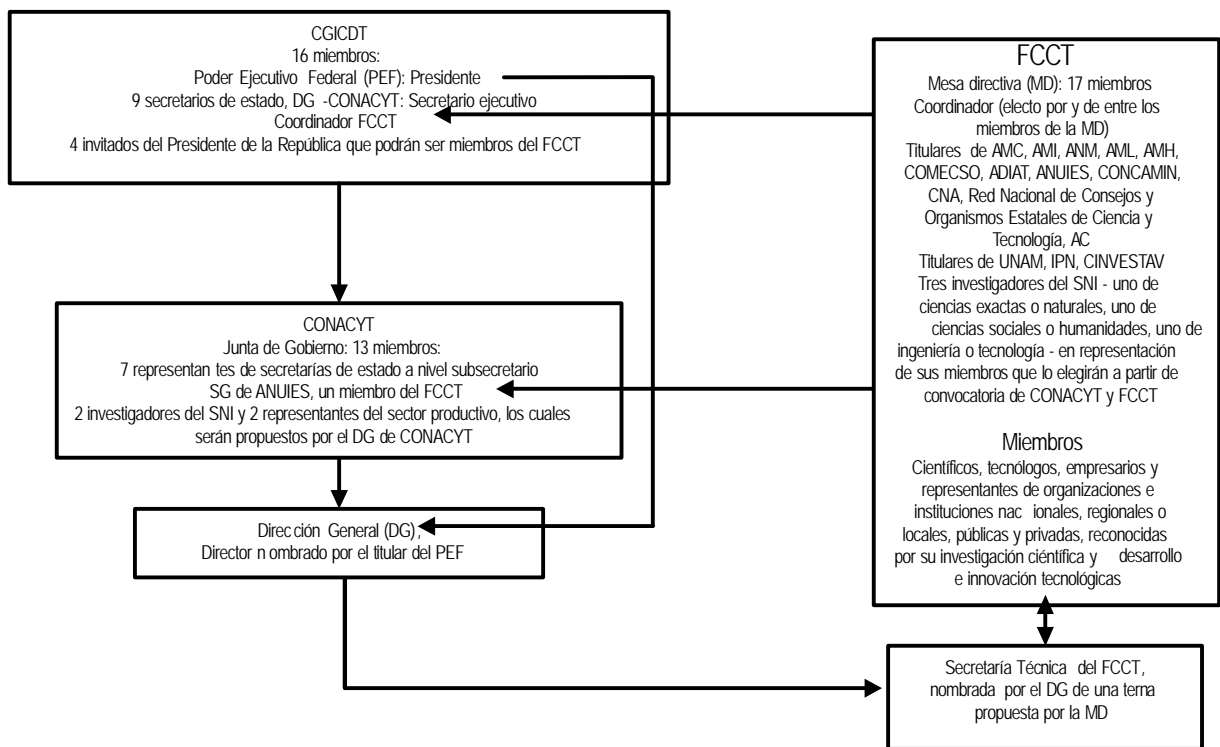 CGICDT
16 miembros:
Poder Ejecutivo Federal (PEF): Presidente
9 secretarios de estado, DG -CONACYT: Secretario ejecutivo
Coordinador FCCT
4 invitados del Presidente de la República que podrán ser miembros del FCCT
CONACYT
Junta de Gobierno: 13 miembros:
7 representan tes de secretarías de estado a nivel subsecretario
SG de ANUIES, un miembro del FCCT
2 investigadores del SNI y 2 representantes del sector productivo, los cuales
serán propuestos por el DG de CONACYT
Dirección General (DG),
Director n ombrado por el titular del PEF
FCCT
Mesa directiva (MD): 17 miembros
Coordinador (electo por y de entre los
miembros de la MD)
Titulares de AMC, AMI, ANM, AML, AMH,
COMECSO, ADIAT, ANUIES, CONCAMIN,
CNA, Red Nacional de Consejos y
Organismos Estatales de Ciencia y
Tecnología, AC
Titulares de UNAM, IPN, CINVESTAV
Tres investigadores del SNI - uno de
ciencias exactas o naturales, uno de
ciencias sociales o humanidades, uno de
ingeniería o tecnología - en representación
de sus miembros que lo elegirán a partir de
convocatoria de CONACYT y FCCT
Miembros
Científicos, tecnólogos, empresarios y
representantes de organizaciones e
instituciones nac ionales, regionales o
locales, públicas y privadas, reconocidas
por su investigación ciéntífica y desarrollo
e innovación tecnológicas
Secretaría Técnica del FCCT,
nombrada por el DG de una terna
propuesta por la MD